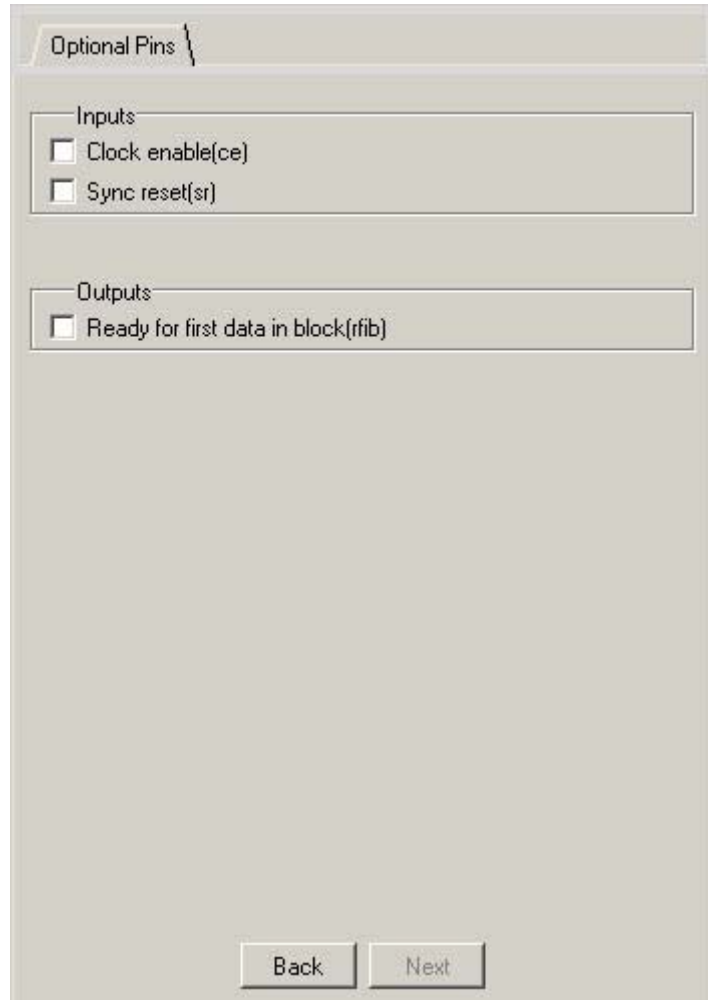 Optional Pins
Inputs
Clock enable(ce)
Sync reset(sr)
Outputs
Ready for first data in block(rfib)
Back Next